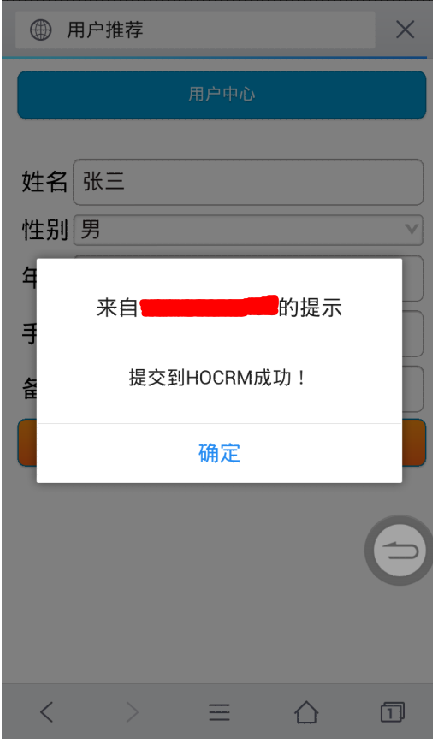 用户推荐
用户中心
姓名 张三
性别 男
年
来自 的提示
手
提交到HOCRM成功！
备
确定
1